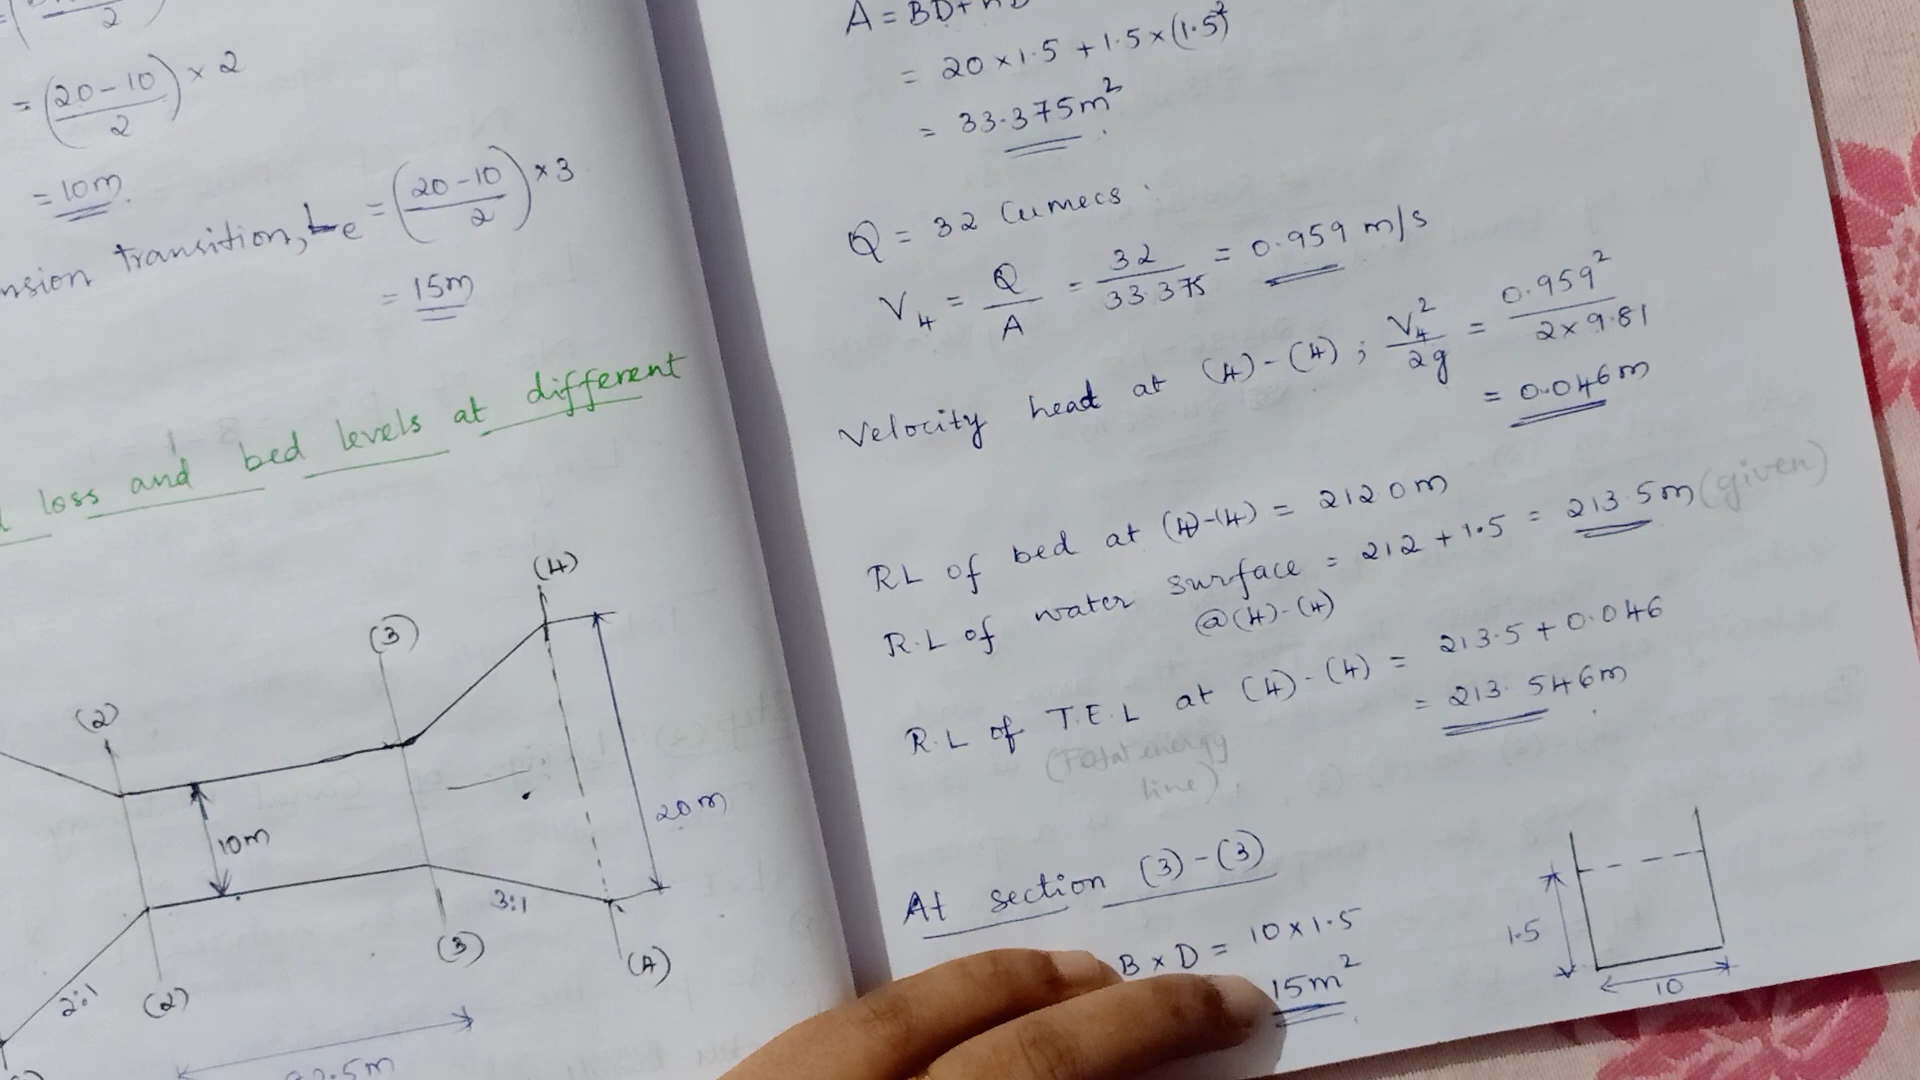 2
= (20-10 / 2) × 2
= 10m.
transition, Le = (20-10 / 2) × 3
= 15m
loss and bed levels at different
(4)
(3)
(2)
10m
20m
3:1
2:1
(2)
(3)
(4)
A = BD +
= 20 × 1.5 + 1.5 × (1.5)²
= 33.375m²
Q = 32 Cumecs
V₄ = Q / A = 32 / 33.375 = 0.959 m/s
Velocity head at (4)-(4) ; V₄² / 2g = 0.959² / 2×9.81
= 0.046m
RL of bed at (4)-(4) = 212.0m
R.L of water surface = 212 + 1.5 = 213.5m (given)
@(4)-(4)
R.L of T.E.L at (4)-(4) = 213.5 + 0.046
(Total energy line)
= 213.546m
At section (3)-(3)
B × D = 10 × 1.5
15m²
1.5
10